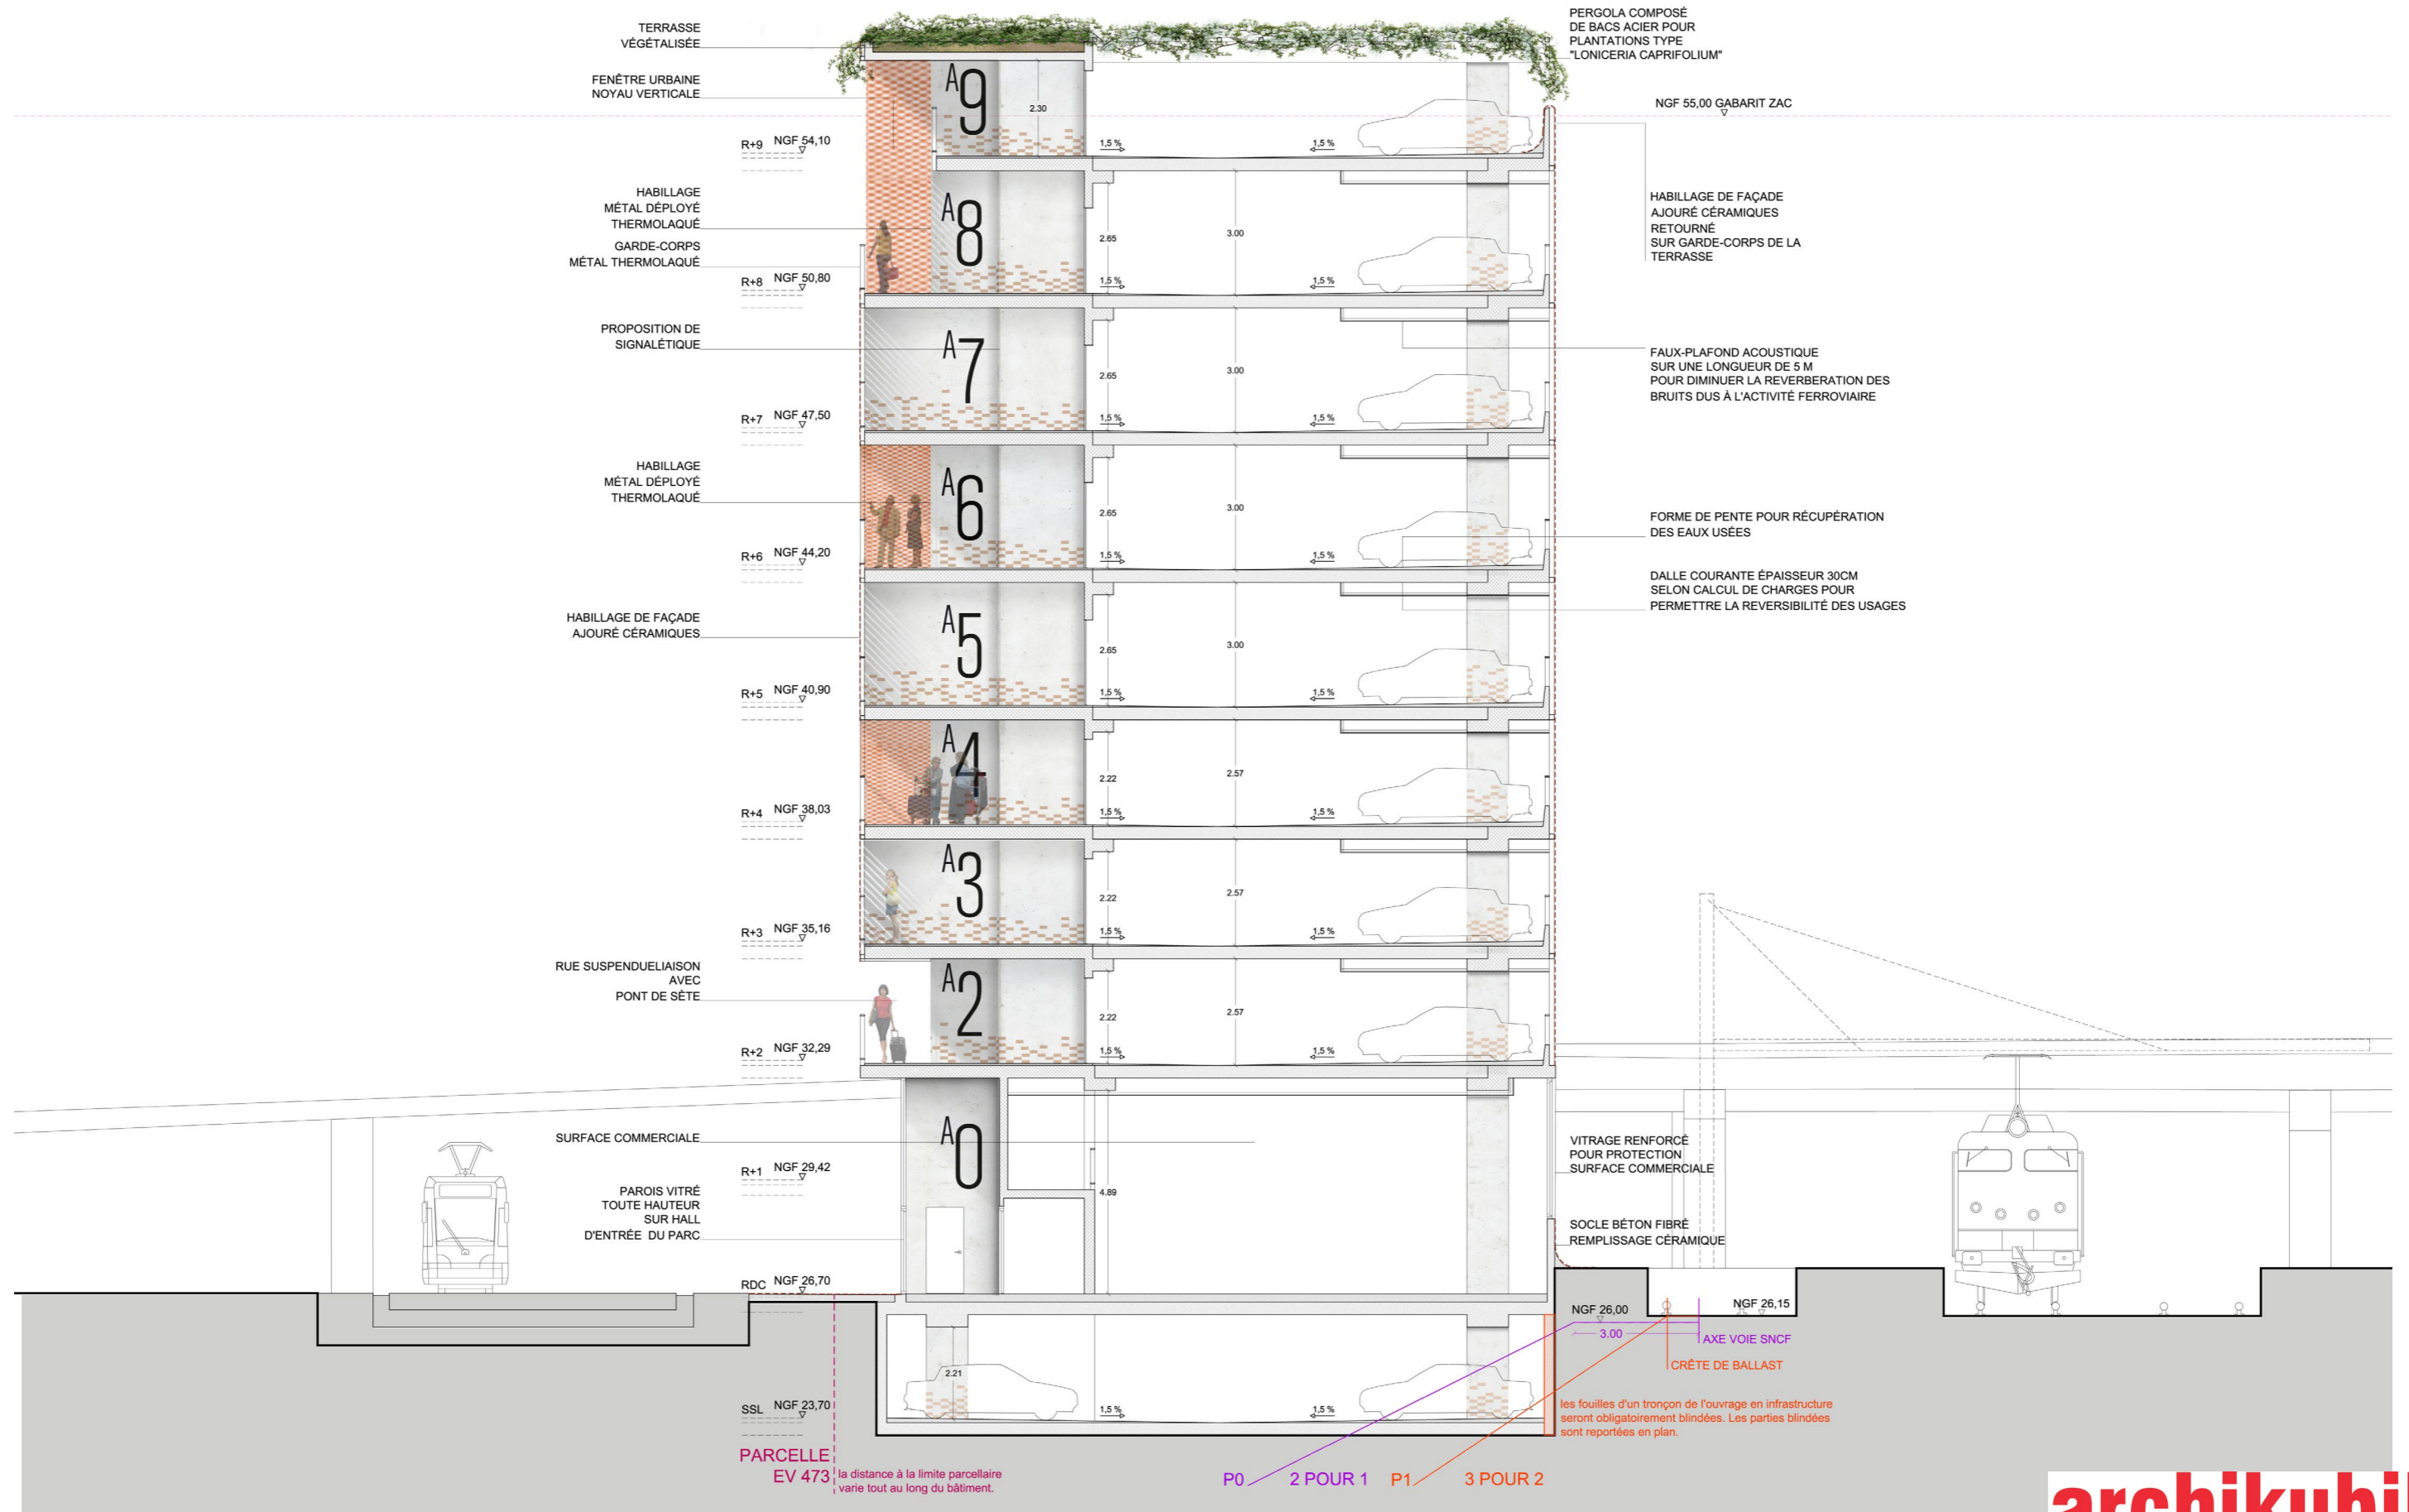 TERRASSE
VÉGÉTALISÉE
FENÊTRE URBAINE
NOYAU VERTICALE
R+9 NGF 54,10
HABILLAGE
MÉTAL DÉPLOYÉ
THERMOLAQUÉ
GARDE-CORPS
MÉTAL THERMOLAQUÉ
R+8 NGF 50,80
PROPOSITION DE
SIGNALÉTIQUE
R+7 NGF 47,50
HABILLAGE
MÉTAL DÉPLOYÉ
THERMOLAQUÉ
R+6 NGF 44,20
HABILLAGE DE FAÇADE
AJOURÉ CÉRAMIQUES
R+5 NGF 40,90
R+4 NGF 38,03
R+3 NGF 35,16
RUE SUSPENDUELIAISON
AVEC
PONT DE SÈTE
R+2 NGF 32,29
SURFACE COMMERCIALE
R+1 NGF 29,42
PAROIS VITRÉ
TOUTE HAUTEUR
SUR HALL
D'ENTRÉE DU PARC
RDC NGF 26,70
SSL NGF 23,70
PARCELLE
EV 473
la distance à la limite parcellaire
varie tout au long du bâtiment.
A9
2.30
1,5 % 1,5 %
A8
2.65 3.00
1,5 % 1,5 %
A7
2.65 3.00
1,5 % 1,5 %
A6
2.65 3.00
1,5 % 1,5 %
A5
2.65 3.00
1,5 % 1,5 %
A4
2.22 2.57
1,5 % 1,5 %
A3
2.22 2.57
1,5 % 1,5 %
A2
2.22 2.57
1,5 % 1,5 %
A0
4.89
2.21
1,5 % 1,5 %
P0 2 POUR 1 P1 3 POUR 2
PERGOLA COMPOSÉ
DE BACS ACIER POUR
PLANTATIONS TYPE
"LONICERIA CAPRIFOLIUM"
NGF 55,00 GABARIT ZAC
HABILLAGE DE FAÇADE
AJOURÉ CÉRAMIQUES
RETOURNÉ
SUR GARDE-CORPS DE LA
TERRASSE
FAUX-PLAFOND ACOUSTIQUE
SUR UNE LONGUEUR DE 5 M
POUR DIMINUER LA REVERBERATION DES
BRUITS DUS À L'ACTIVITÉ FERROVIAIRE
FORME DE PENTE POUR RÉCUPÉRATION
DES EAUX USÉES
DALLE COURANTE ÉPAISSEUR 30CM
SELON CALCUL DE CHARGES POUR
PERMETTRE LA REVERSIBILITÉ DES USAGES
VITRAGE RENFORCÉ
POUR PROTECTION
SURFACE COMMERCIALE
SOCLE BÉTON FIBRÉ
REMPLISSAGE CÉRAMIQUE
NGF 26,00 NGF 26,15
3.00 AXE VOIE SNCF
CRÊTE DE BALLAST
les fouilles d'un tronçon de l'ouvrage en infrastructure
seront obligatoirement blindées. Les parties blindées
sont reportées en plan.
archikubi